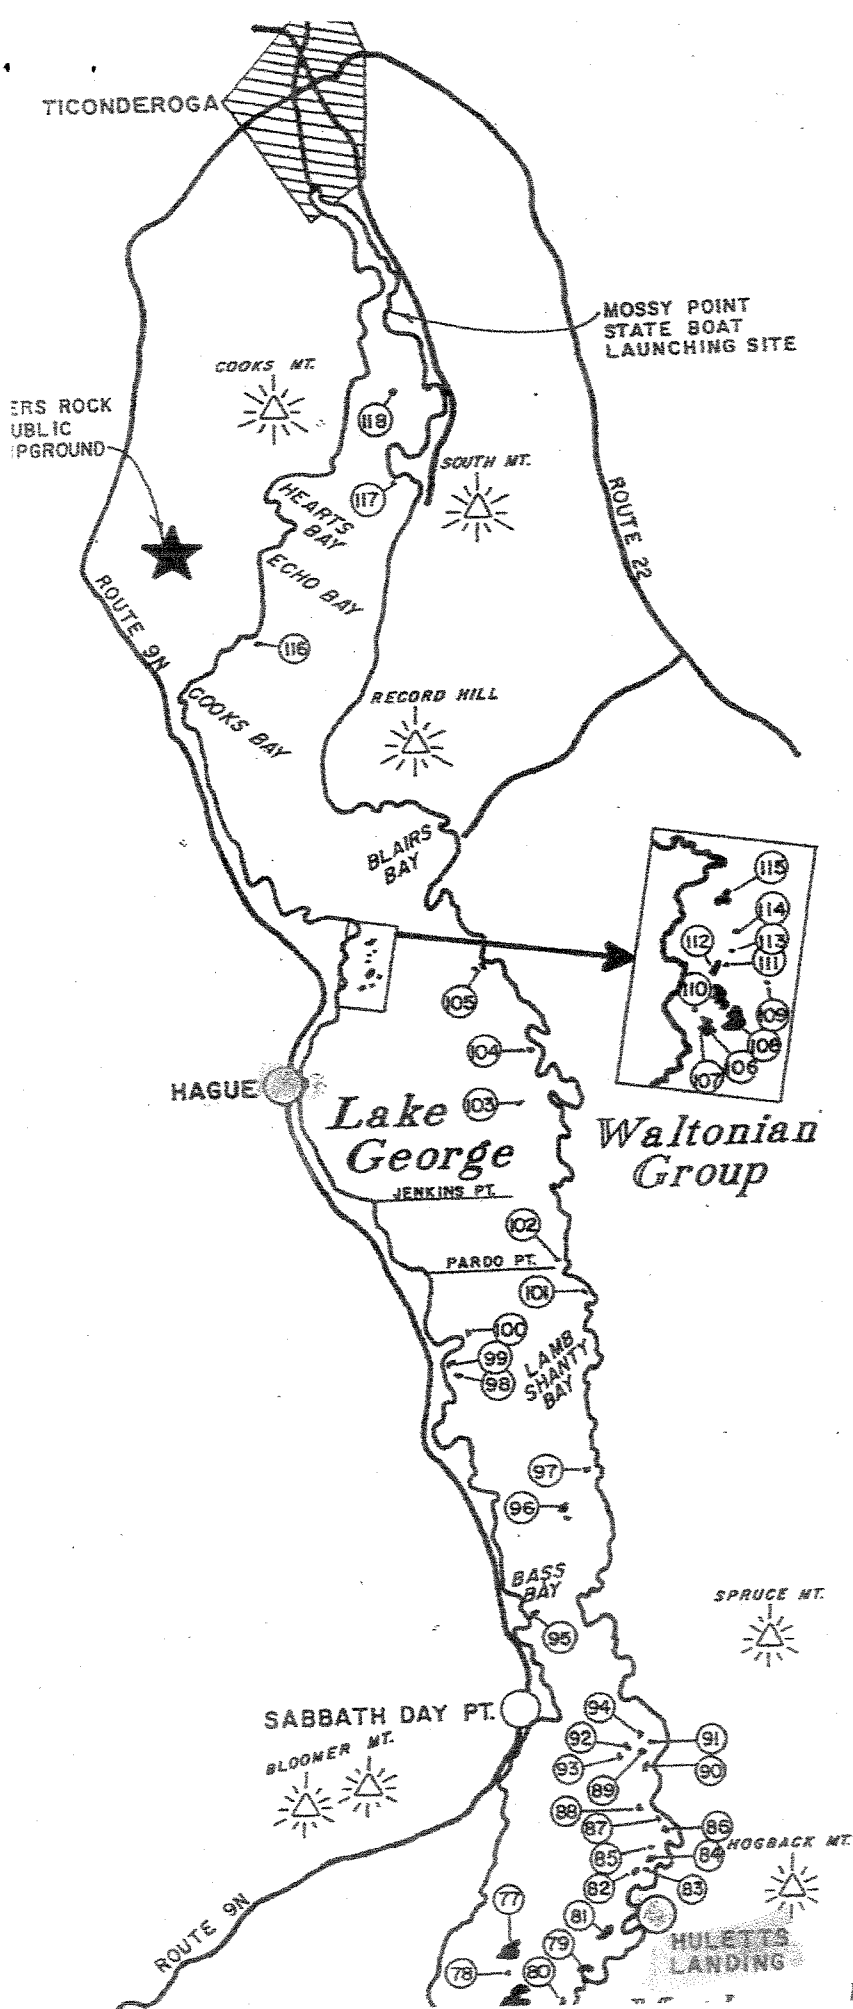 TICONDEROGA
MOSSY POINT
STATE BOAT
LAUNCHING SITE
COOKS MT.
ERS ROCK
UBLIC
PGROUND
118
SOUTH MT.
117
HEARTS
BAY
ROUTE 22
ECHO BAY
ROUTE 9N
116
COOKS BAY
RECORD HILL
BLAIRS
BAY
115
114
112
113
111
110
109
108
106
107
105
104
HAGUE
103
Lake
George
Waltonian
Group
JENKINS PT.
102
PARDO PT.
101
100
99
98
LAMB
SHANTY
BAY
97
96
BASS
BAY
95
SPRUCE MT.
SABBATH DAY PT.
94
92
91
93
90
89
BLOOMER MT.
88
87
86
85
84
HOGBACK MT.
82
83
77
81
ROUTE 9N
79
HULETTS
LANDING
78
80